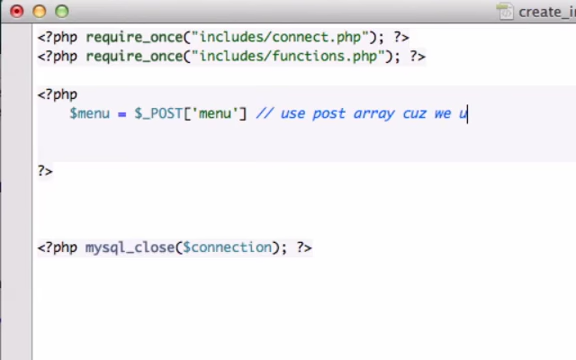 create_in
<?php require_once("includes/connect.php"); ?>
<?php require_once("includes/functions.php"); ?>
<?php
$menu = $_POST['menu'] // use post array cuz we u
?>
<?php mysql_close($connection); ?>